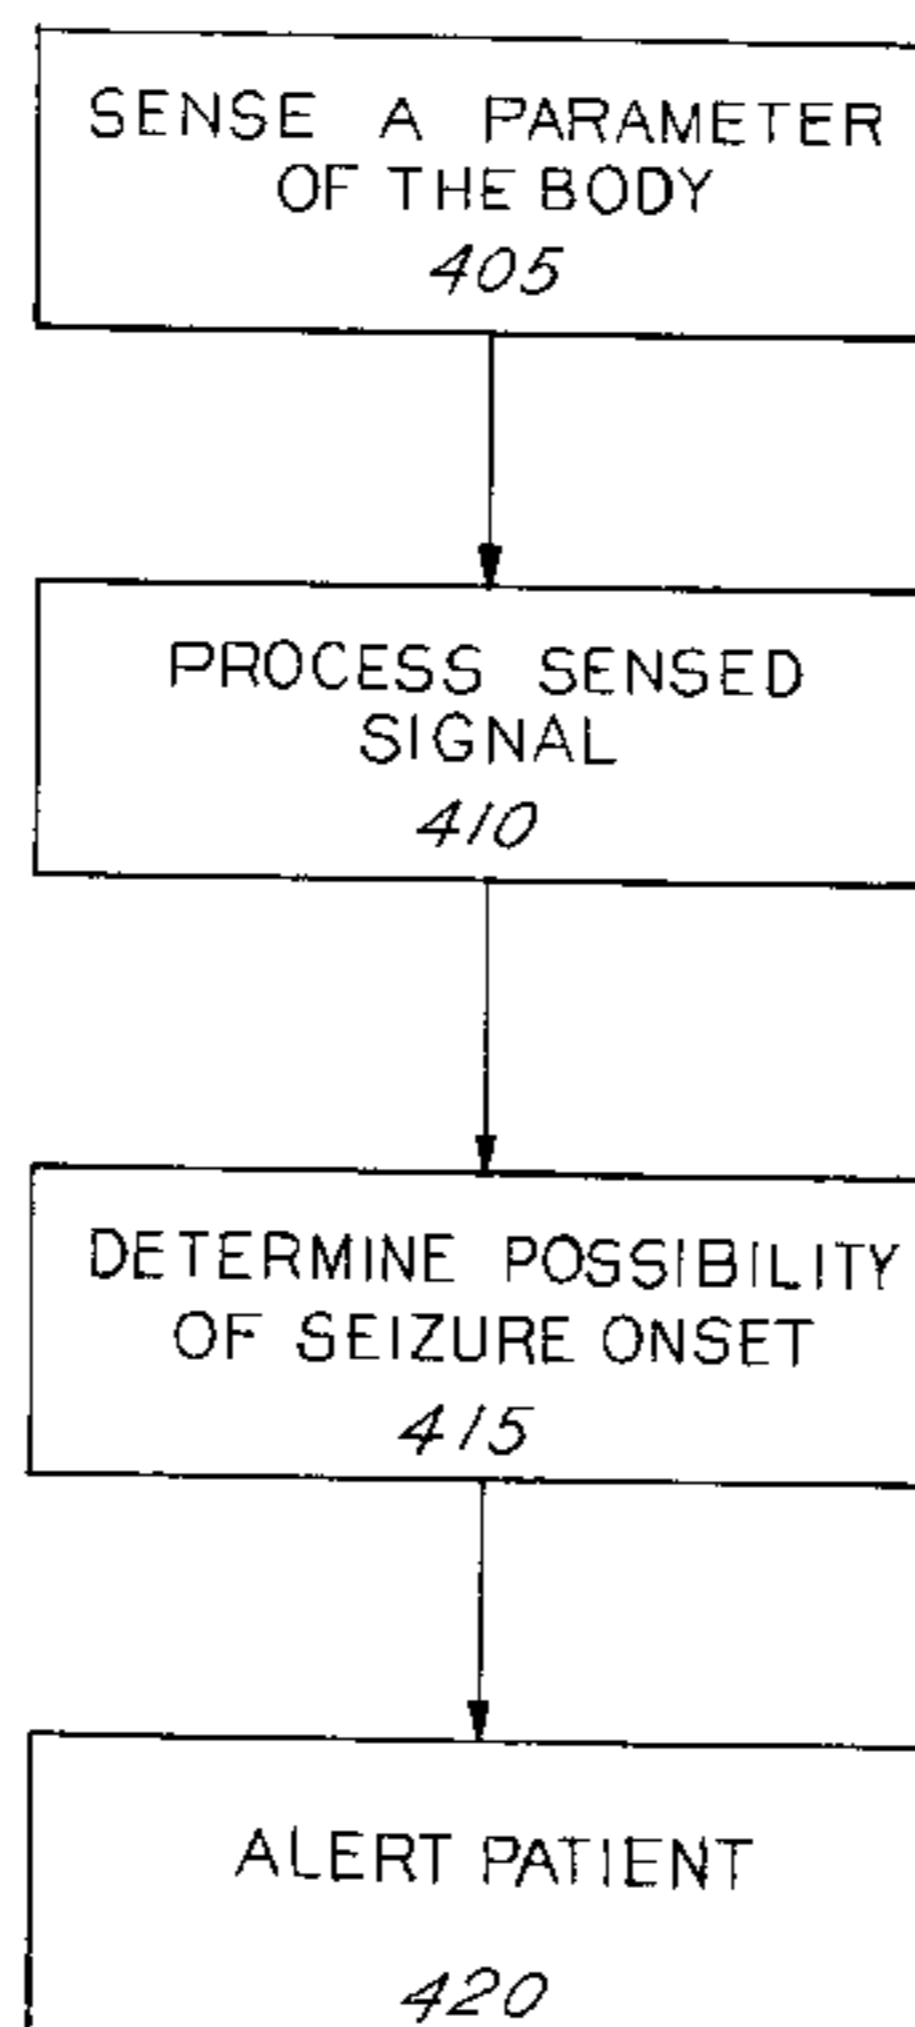 SENSE A PARAMETER
OF THE BODY
405
PROCESS SENSED
SIGNAL
410
DETERMINE POSSIBILITY
OF SEIZURE ONSET
415
ALERT PATIENT
420